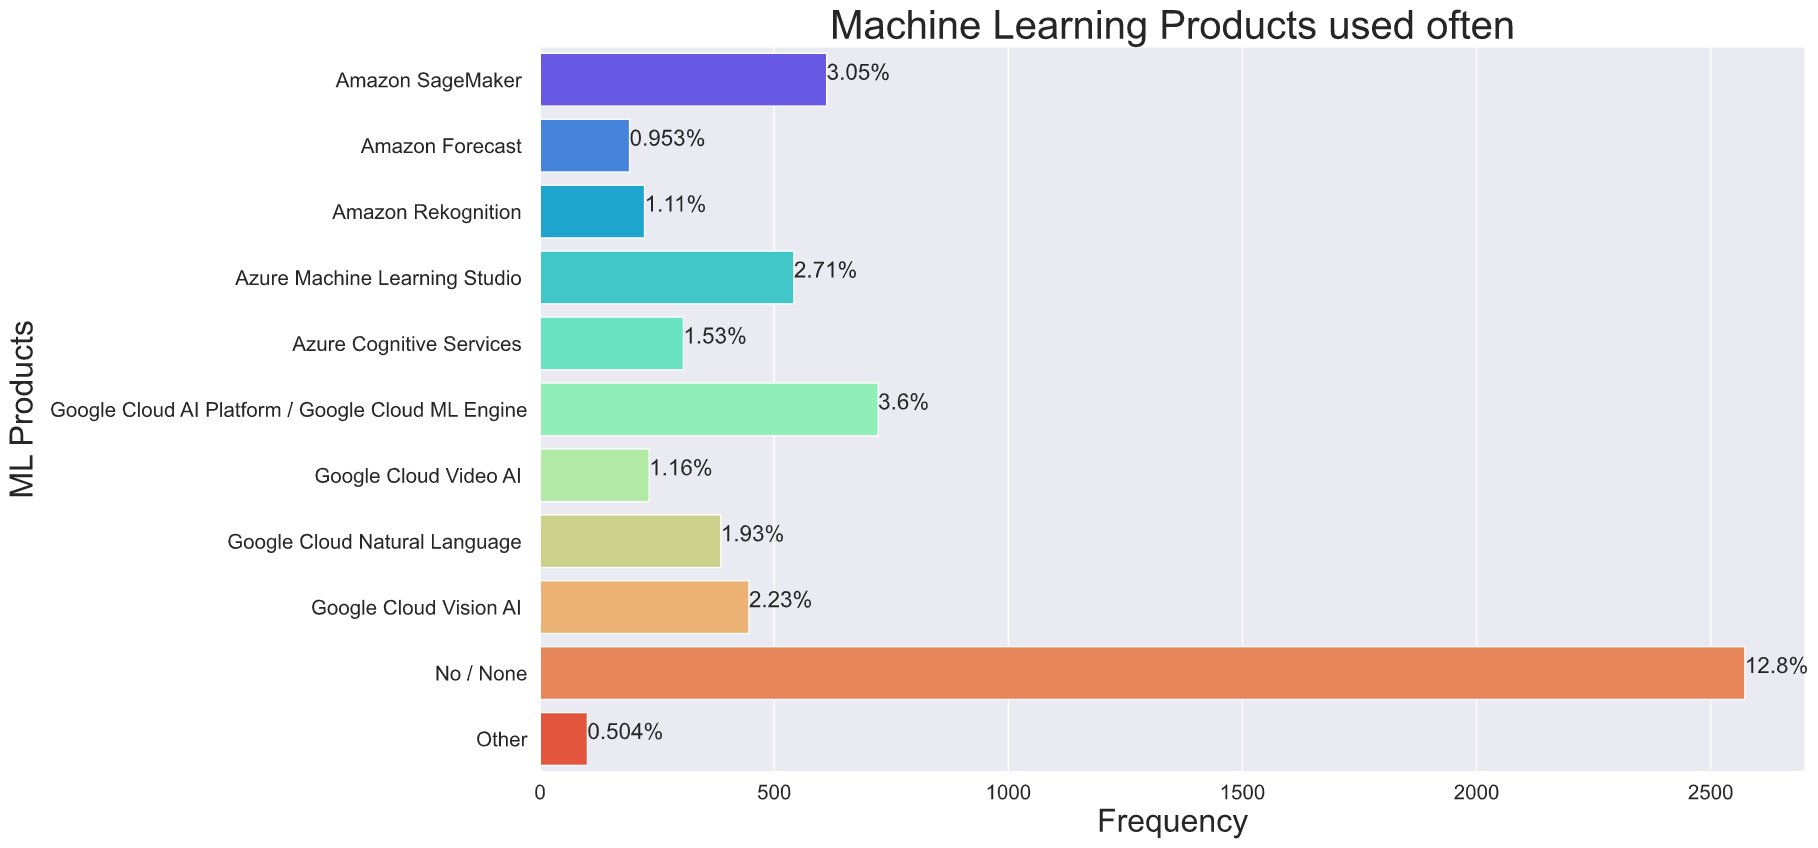 Machine Learning Products used often
ML Products
Amazon SageMaker 3.05%
Amazon Forecast 0.953%
Amazon Rekognition 1.11%
Azure Machine Learning Studio 2.71%
Azure Cognitive Services 1.53%
Google Cloud AI Platform / Google Cloud ML Engine 3.6%
Google Cloud Video AI 1.16%
Google Cloud Natural Language 1.93%
Google Cloud Vision AI 2.23%
No / None 12.8%
Other 0.504%
0 500 1000 1500 2000 2500
Frequency